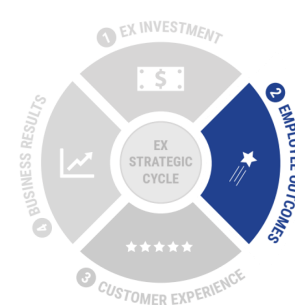 1 EX INVESTMENT
2 EMPLOYEE OUTCOMES
EX
STRATEGIC
CYCLE
$
3 CUSTOMER EXPERIENCE
4 BUSINESS RESULTS